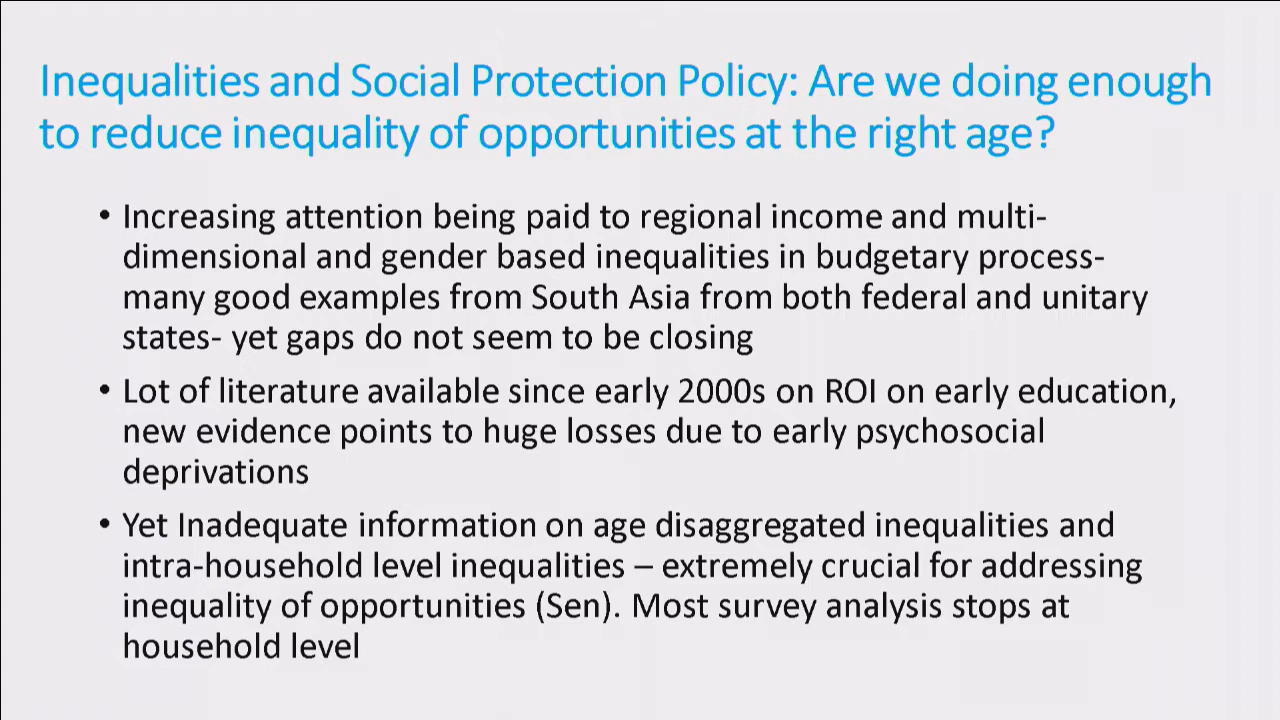 Inequalities and Social Protection Policy: Are we doing enough
to reduce inequality of opportunities at the right age?
• Increasing attention being paid to regional income and multi-
dimensional and gender based inequalities in budgetary process-
many good examples from South Asia from both federal and unitary
states- yet gaps do not seem to be closing
• Lot of literature available since early 2000s on ROI on early education,
new evidence points to huge losses due to early psychosocial
deprivations
• Yet Inadequate information on age disaggregated inequalities and
intra-household level inequalities – extremely crucial for addressing
inequality of opportunities (Sen). Most survey analysis stops at
household level